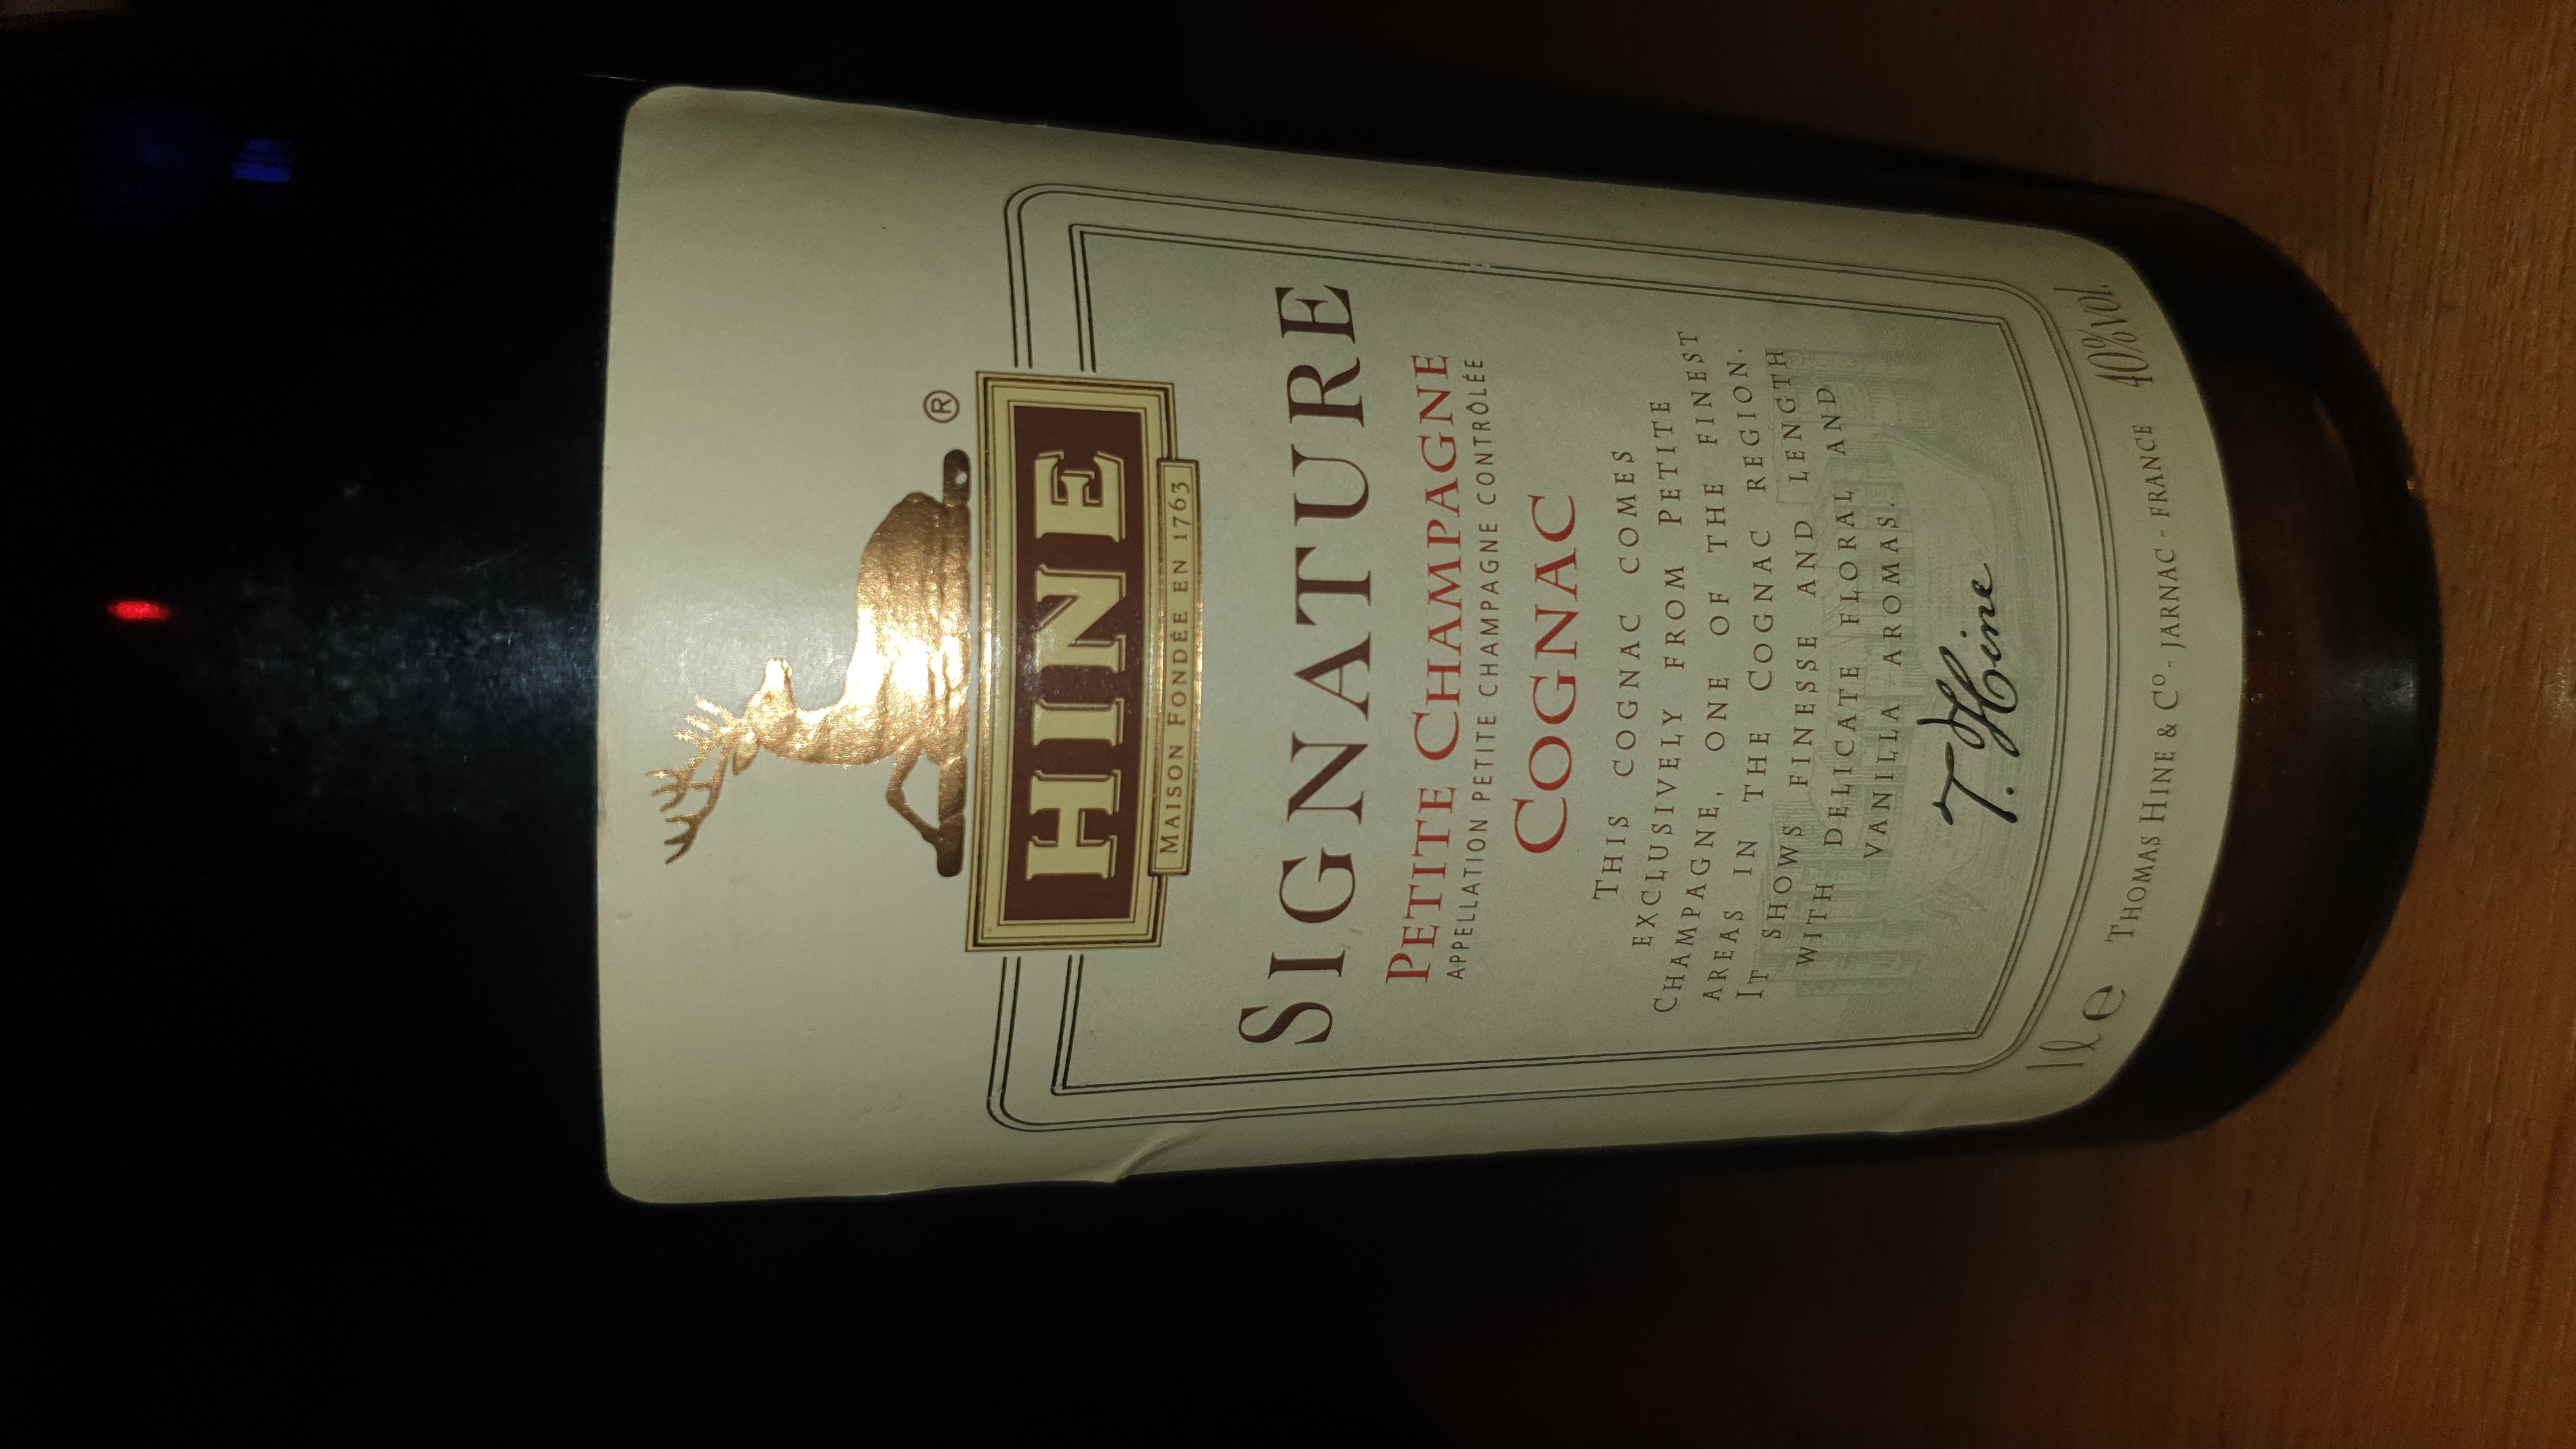 ®
HINE
MAISON FONDÉE EN 1763
SIGNATURE
PETITE CHAMPAGNE
APPELLATION PETITE CHAMPAGNE CONTRÔLÉE
COGNAC
THIS COGNAC COMES
EXCLUSIVELY FROM PETITE
CHAMPAGNE, ONE OF THE FINEST
AREAS IN THE COGNAC REGION.
IT SHOWS FINESSE AND LENGTH
WITH DELICATE FLORAL AND
VANILLA AROMAS.
T. Hine
1l e THOMAS HINE & Cº - JARNAC - FRANCE 40%vol.